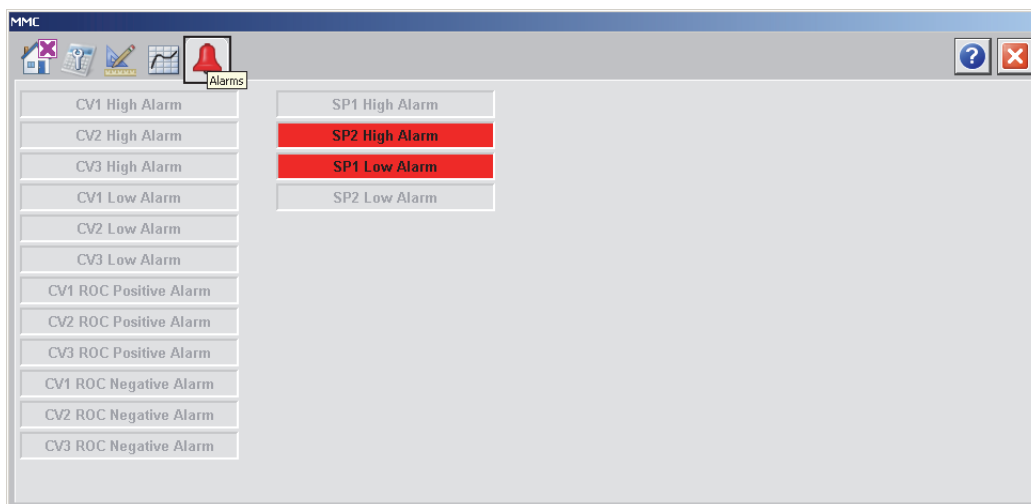 MMC
Alarms
CV1 High Alarm
CV2 High Alarm
CV3 High Alarm
CV1 Low Alarm
CV2 Low Alarm
CV3 Low Alarm
CV1 ROC Positive Alarm
CV2 ROC Positive Alarm
CV3 ROC Positive Alarm
CV1 ROC Negative Alarm
CV2 ROC Negative Alarm
CV3 ROC Negative Alarm
SP1 High Alarm
SP2 High Alarm
SP1 Low Alarm
SP2 Low Alarm